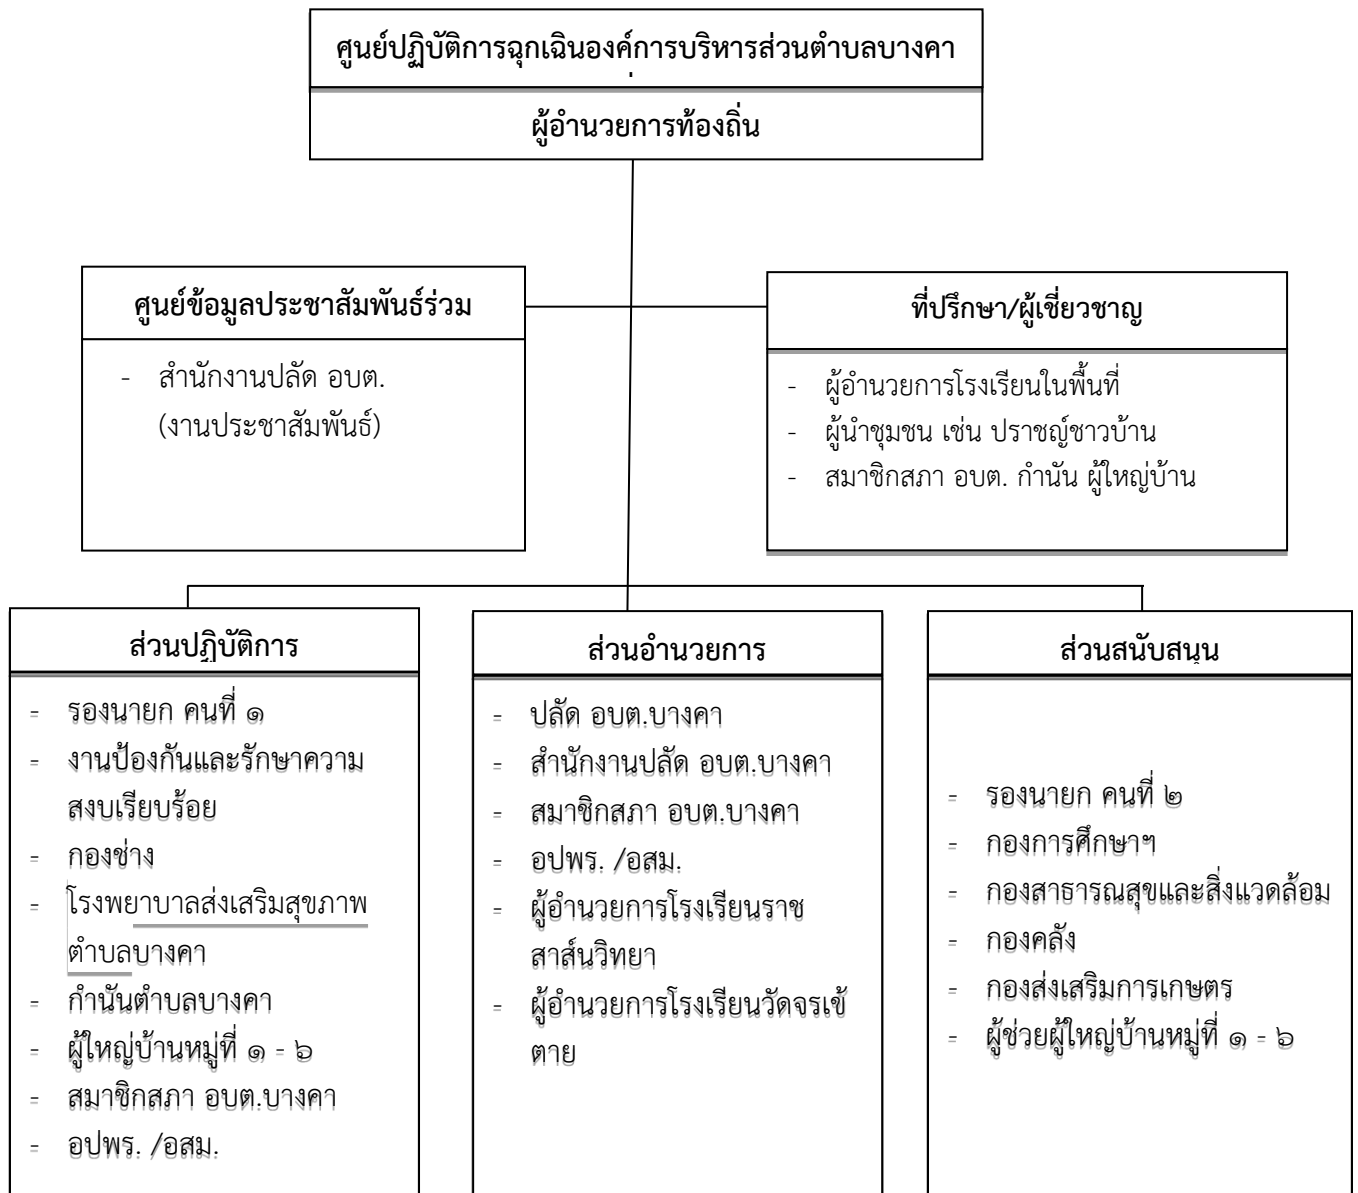 ศูนย์ปฏิบัติการฉุกเฉินองค์การบริหารส่วนตำบลบางคา
ผู้อำนวยการท้องถิ่น
ศูนย์ข้อมูลประชาสัมพันธ์ร่วม
- สำนักงานปลัด อบต.
(งานประชาสัมพันธ์)
ที่ปรึกษา/ผู้เชี่ยวชาญ
- ผู้อำนวยการโรงเรียนในพื้นที่
- ผู้นำชุมชน เช่น ปราชญ์ชาวบ้าน
- สมาชิกสภา อบต. กำนัน ผู้ใหญ่บ้าน
ส่วนปฏิบัติการ
- รองนายก คนที่ ๑
- งานป้องกันและรักษาความ
สงบเรียบร้อย
- กองช่าง
- โรงพยาบาลส่งเสริมสุขภาพ
ตำบลบางคา
- กำนันตำบลบางคา
- ผู้ใหญ่บ้านหมู่ที่ ๑ - ๖
- สมาชิกสภา อบต.บางคา
- อปพร. /อสม.
ส่วนอำนวยการ
- ปลัด อบต.บางคา
- สำนักงานปลัด อบต.บางคา
- สมาชิกสภา อบต.บางคา
- อปพร. /อสม.
- ผู้อำนวยการโรงเรียนราช
สาส์นวิทยา
- ผู้อำนวยการโรงเรียนวัดจรเข้
ตาย
ส่วนสนับสนุน
- รองนายก คนที่ ๒
- กองการศึกษาฯ
- กองสาธารณสุขและสิ่งแวดล้อม
- กองคลัง
- กองส่งเสริมการเกษตร
- ผู้ช่วยผู้ใหญ่บ้านหมู่ที่ ๑ - ๖